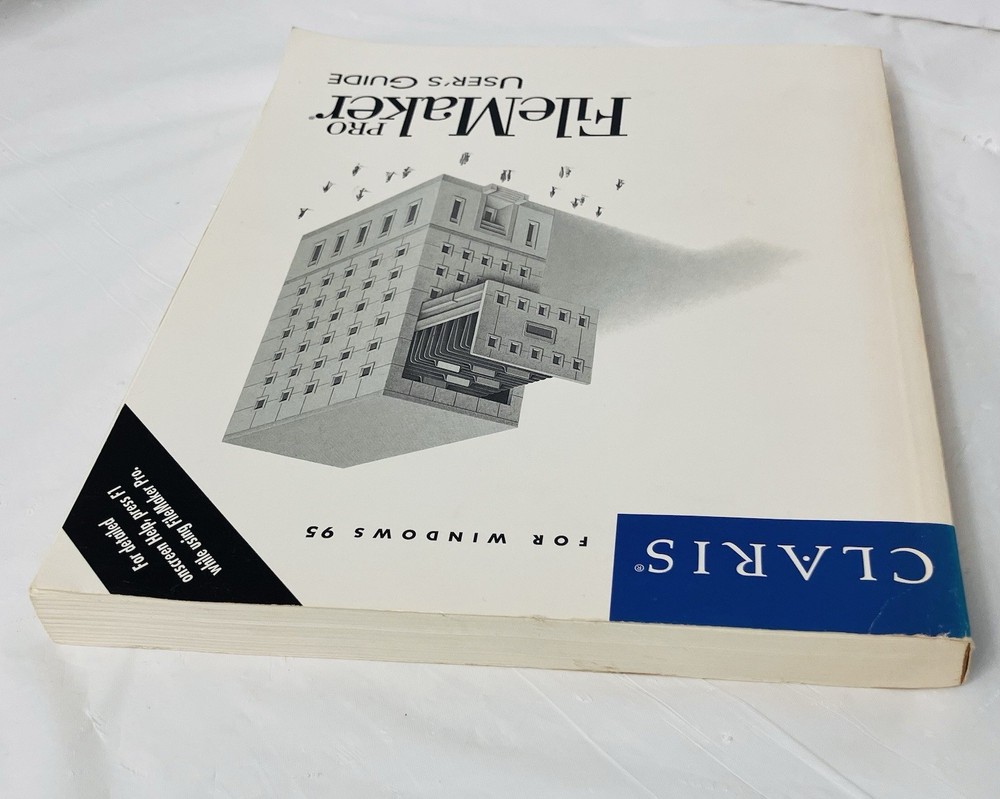 CLARIS®
FOR WINDOWS 95
For detailed
onscreen Help, press F1
while using FileMaker Pro.
FileMaker®
PRO
USER'S GUIDE